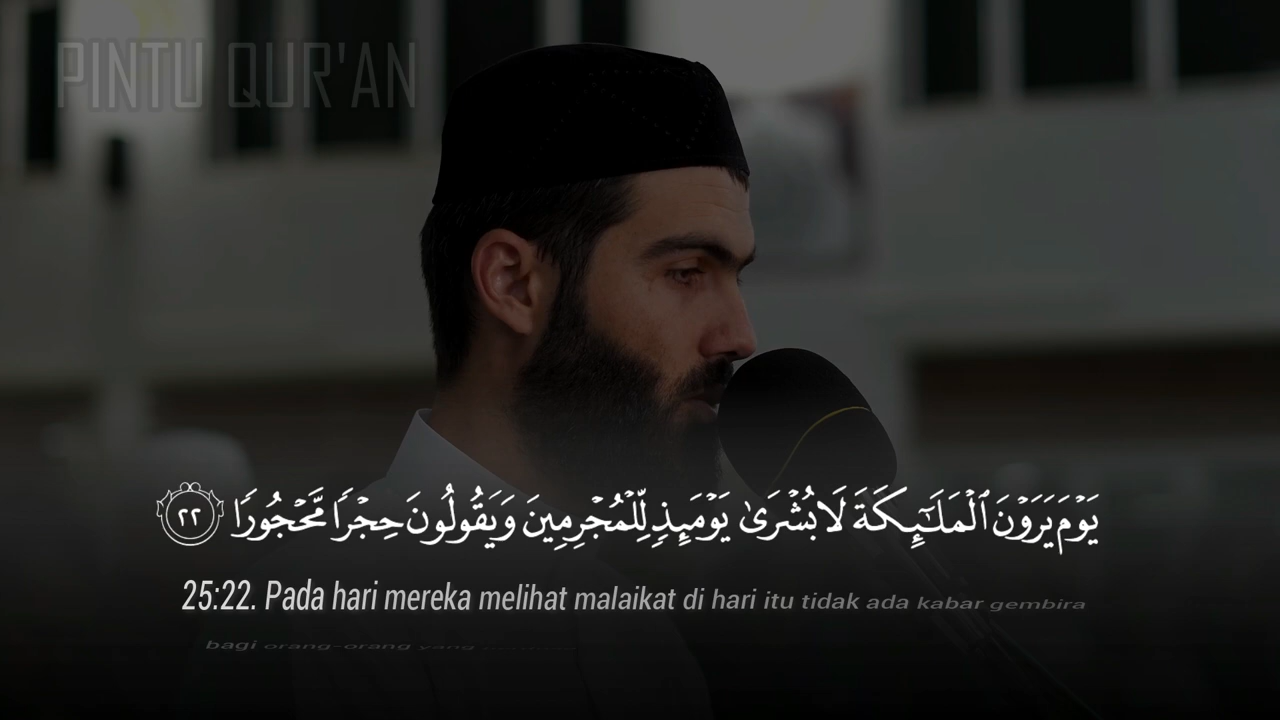 PINTU QUR'AN
يَوْمَ يَرَوْنَ ٱلْمَلَـٰٓئِكَةَ لَا بُشْرَىٰ يَوْمَئِذٍ لِّلْمُجْرِمِينَ وَيَقُولُونَ حِجْرًا مَّحْجُورًا ٢٢
25:22. Pada hari mereka melihat malaikat di hari itu tidak ada kabar gembira
bagi orang-orang yang